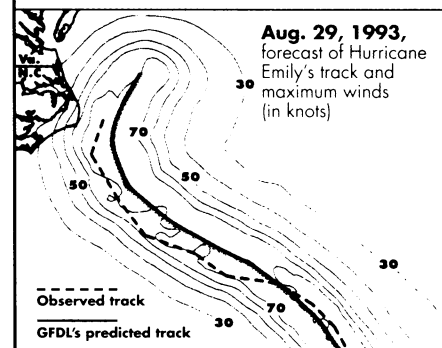 Aug. 29, 1993,
forecast of Hurricane
Emily's track and
maximum winds
(in knots)
Va.
N.C.
30
70
50
50
30
70
30
Observed track
GFDL's predicted track